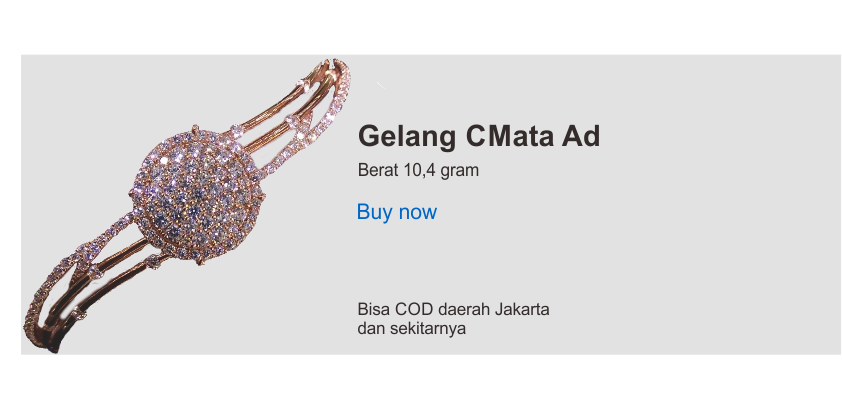 Gelang CMata Ad
Berat 10,4 gram
Buy now
Bisa COD daerah Jakarta
dan sekitarnya